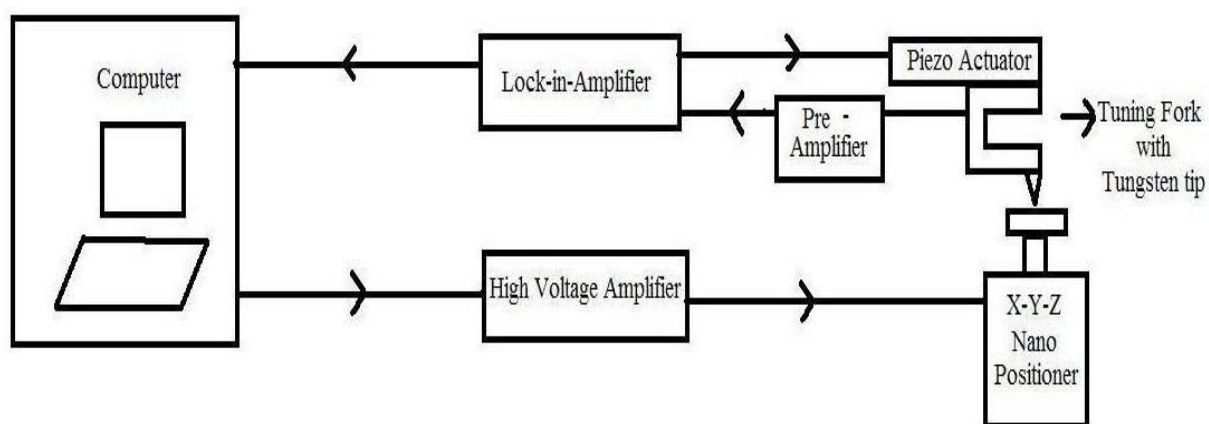 Computer
Lock-in-Amplifier
Piezo Actuator
Pre -
Amplifier
Tuning Fork
with
Tungsten tip
High Voltage Amplifier
X-Y-Z
Nano
Positioner